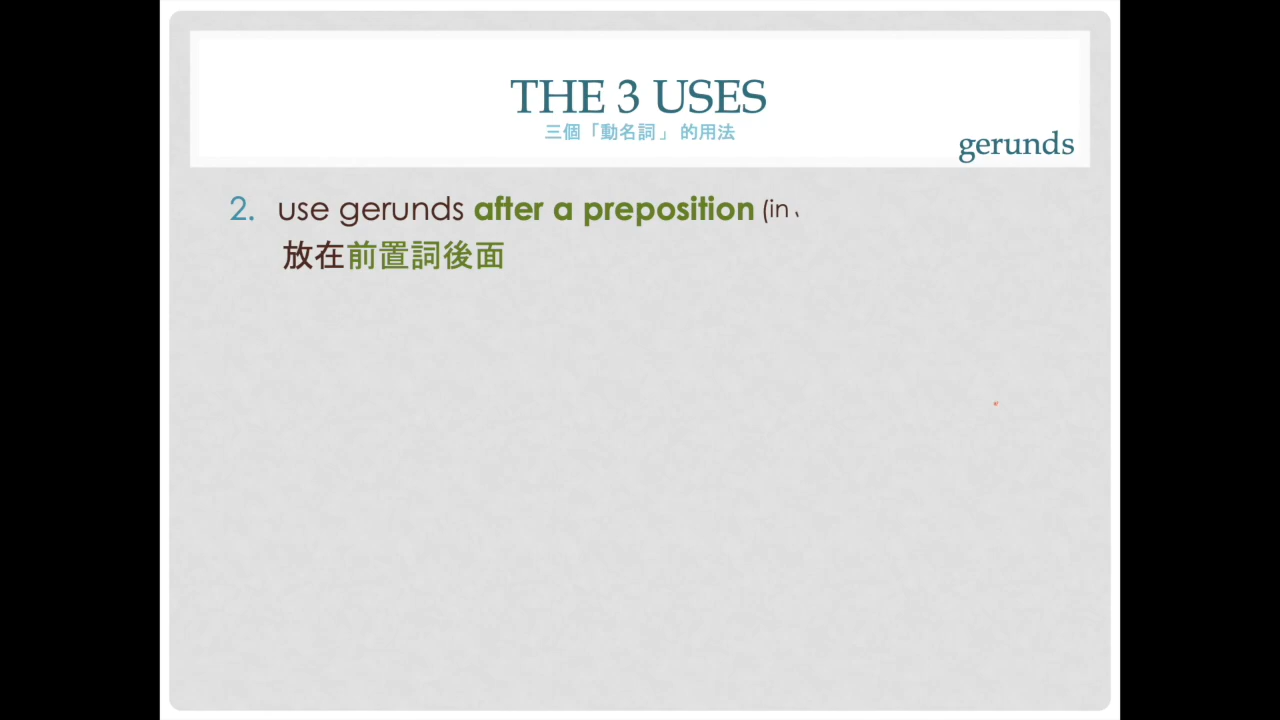 THE 3 USES
三個「動名詞」的用法
gerunds
2. use gerunds after a preposition (in、
放在前置詞後面